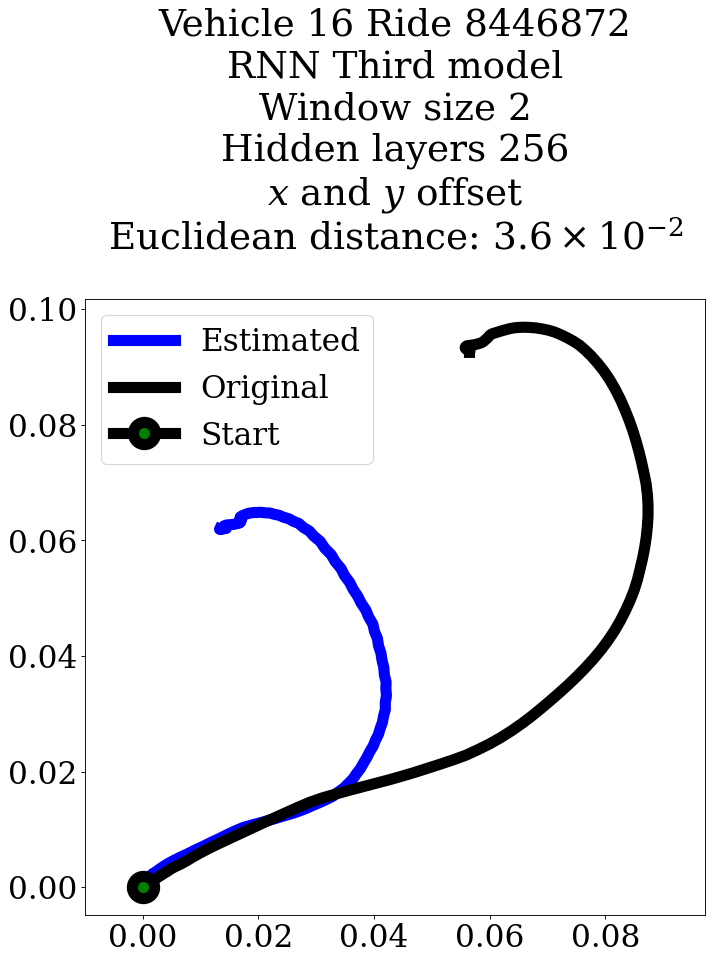 Vehicle 16 Ride 8446872
RNN Third model
Window size 2
Hidden layers 256
x and y offset
Euclidean distance: 3.6 × 10⁻²
0.10
0.08
0.06
0.04
0.02
0.00
Estimated
Original
Start
0.00 0.02 0.04 0.06 0.08